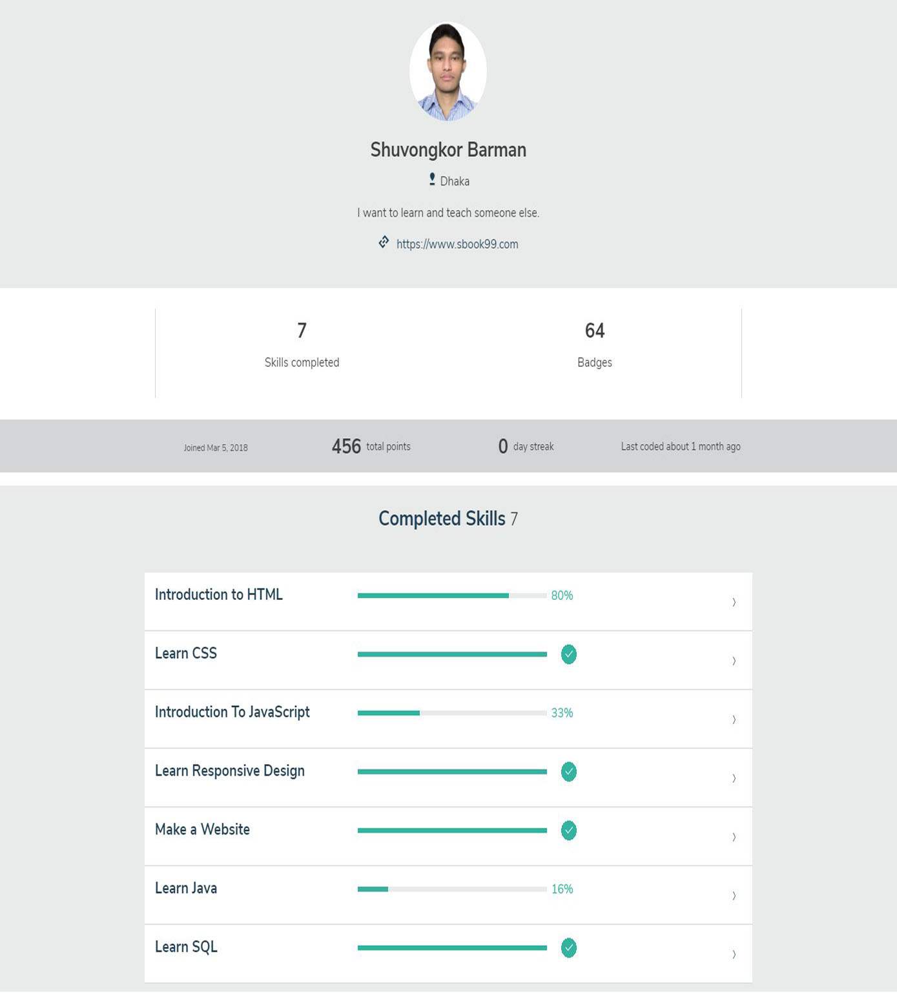 Shuvongkor Barman
Dhaka
I want to learn and teach someone else.
https://www.sbook99.com
7
Skills completed
64
Badges
Joined Mar 5, 2018
456 total points
0 day streak
Last coded about 1 month ago
Completed Skills 7
Introduction to HTML 80%
Learn CSS
Introduction To JavaScript 33%
Learn Responsive Design
Make a Website
Learn Java 16%
Learn SQL